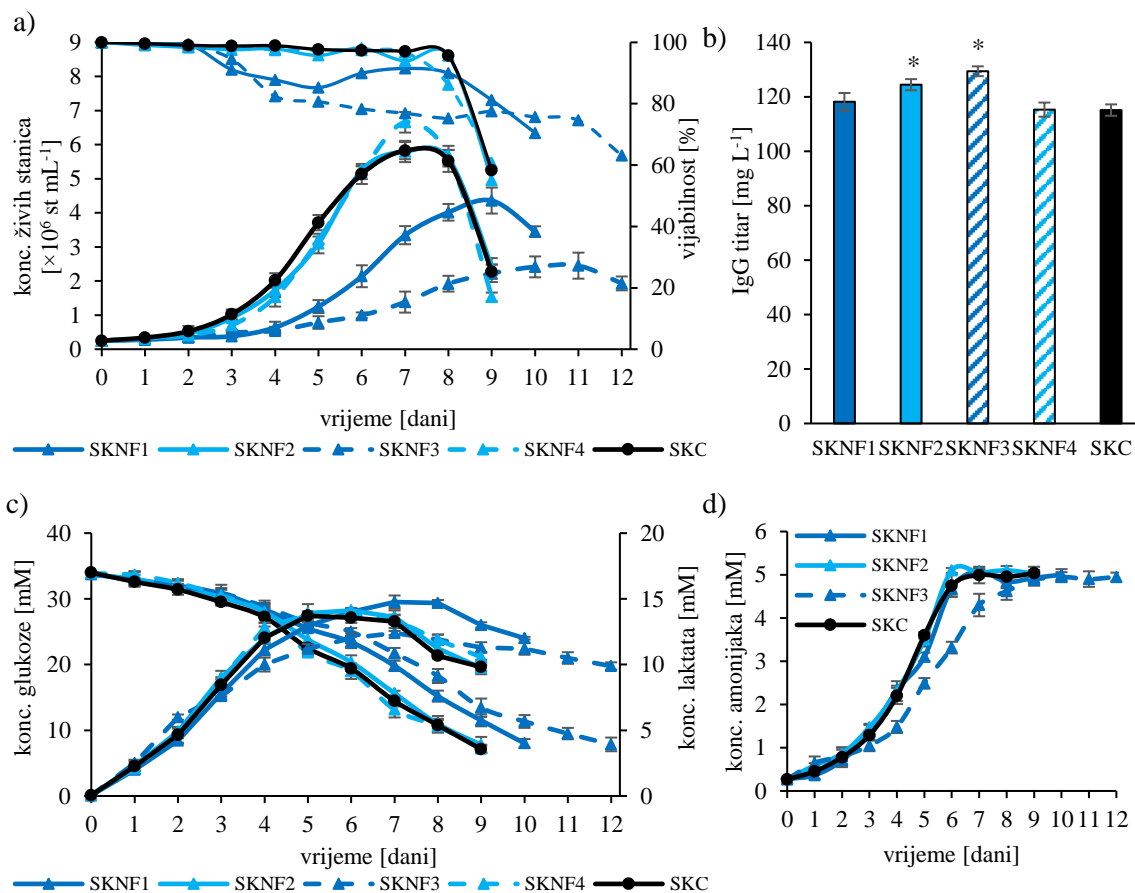 a)
konc. živih stanica
[×10⁶ st mL⁻¹]
9
8
7
6
5
4
3
2
1
0
100
80
60
40
20
0
vijabilnost [%]
0 1 2 3 4 5 6 7 8 9 10 11 12
vrijeme [dani]
SKNF1 SKNF2 SKNF3 SKNF4 SKC
b)
IgG titar [mg L⁻¹]
140
120
100
80
60
40
20
0
* *
SKNF1 SKNF2 SKNF3 SKNF4 SKC
c)
konc. glukoze [mM]
40
30
20
10
0
20
15
10
5
0
konc. laktata [mM]
0 1 2 3 4 5 6 7 8 9 10 11 12
vrijeme [dani]
SKNF1 SKNF2 SKNF3 SKNF4 SKC
d)
konc. amonijaka [mM]
6
5
4
3
2
1
0
SKNF1
SKNF2
SKNF3
SKC
0 1 2 3 4 5 6 7 8 9 10 11 12
vrijeme [dani]